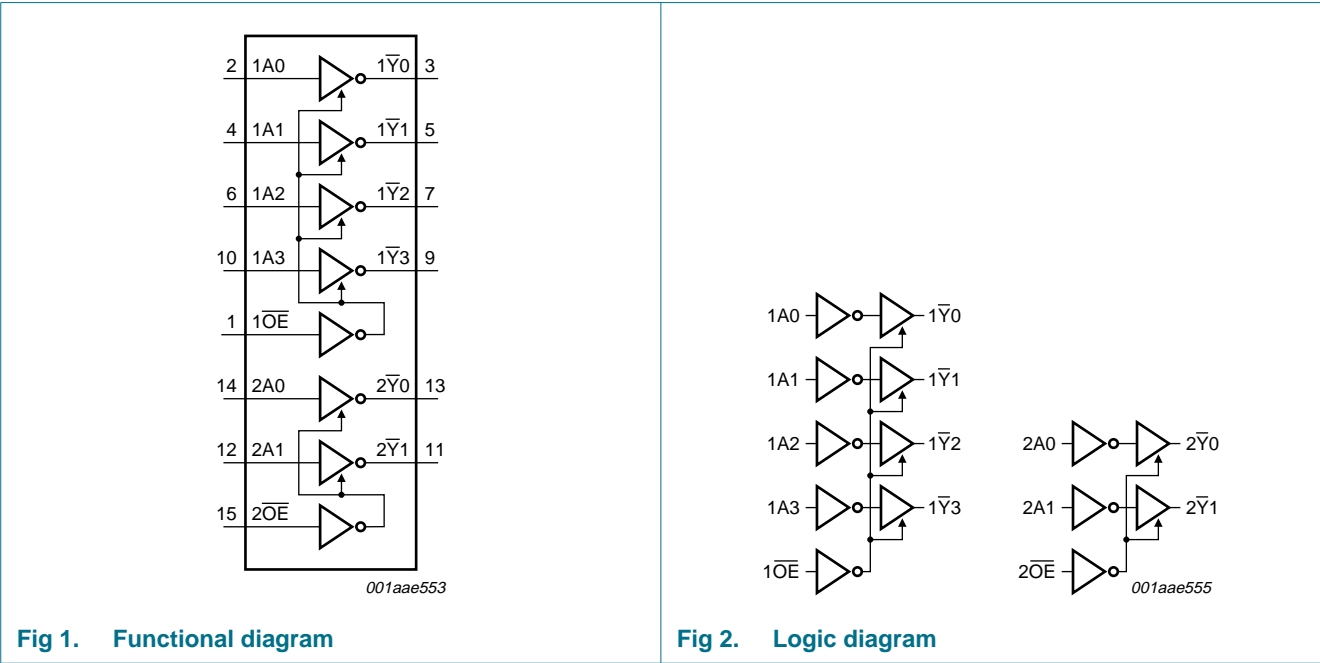 2 1A0 1Y̅0 3
4 1A1 1Y̅1 5
6 1A2 1Y̅2 7
10 1A3 1Y̅3 9
1 1O̅E̅
14 2A0 2Y̅0 13
12 2A1 2Y̅1 11
15 2O̅E̅
001aae553
Fig 1. Functional diagram
1A0 1Y̅0
1A1 1Y̅1
1A2 1Y̅2
1A3 1Y̅3
1O̅E̅
2A0 2Y̅0
2A1 2Y̅1
2O̅E̅
001aae555
Fig 2. Logic diagram